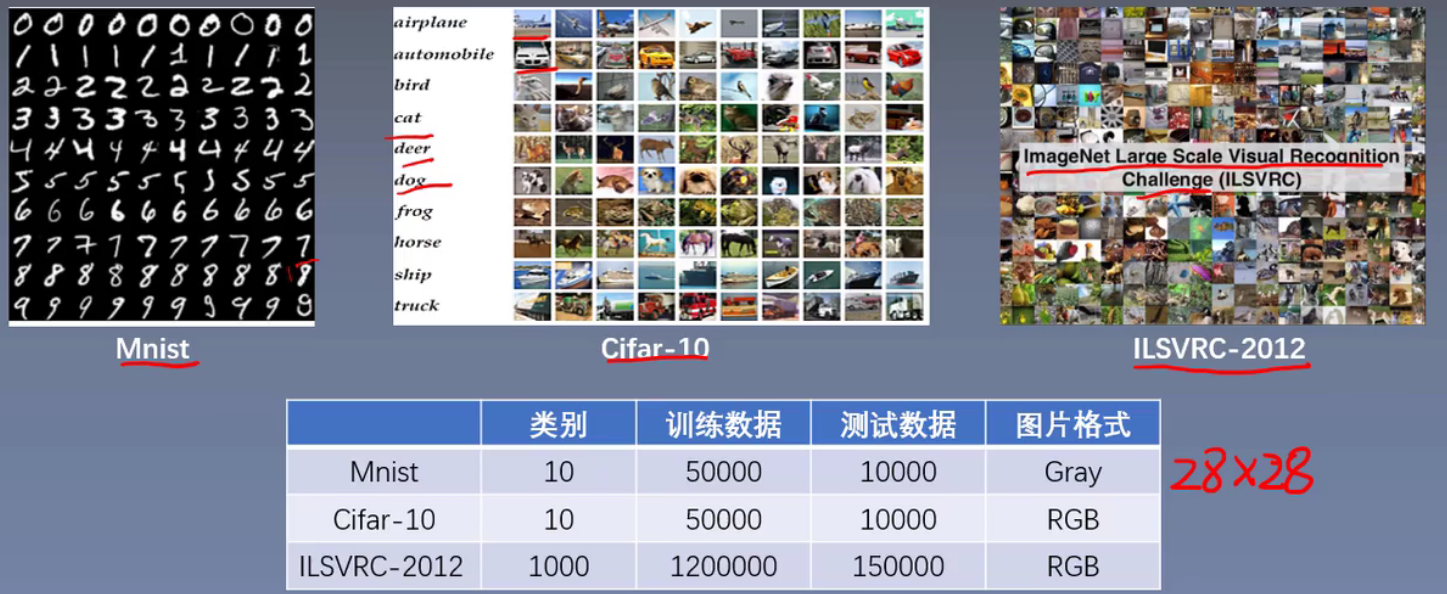 0 0 0 0 0 0 0 0 0 0
1 1 1 1 1 1 1 1 1 1
2 2 2 2 2 2 2 2 2 2
3 3 3 3 3 3 3 3 3 3
4 4 4 4 4 4 4 4 4 4
5 5 5 5 5 5 5 5 5 5
6 6 6 6 6 6 6 6 6 6
7 7 7 7 7 7 7 7 7 7
8 8 8 8 8 8 8 8 8 8
9 9 9 9 9 9 9 9 9 9
Mnist
airplane
automobile
bird
cat
deer
dog
frog
horse
ship
truck
Cifar-10
ImageNet Large Scale Visual Recognition
Challenge (ILSVRC)
ILSVRC-2012
类别 训练数据 测试数据 图片格式
Mnist 10 50000 10000 Gray 28×28
Cifar-10 10 50000 10000 RGB
ILSVRC-2012 1000 1200000 150000 RGB